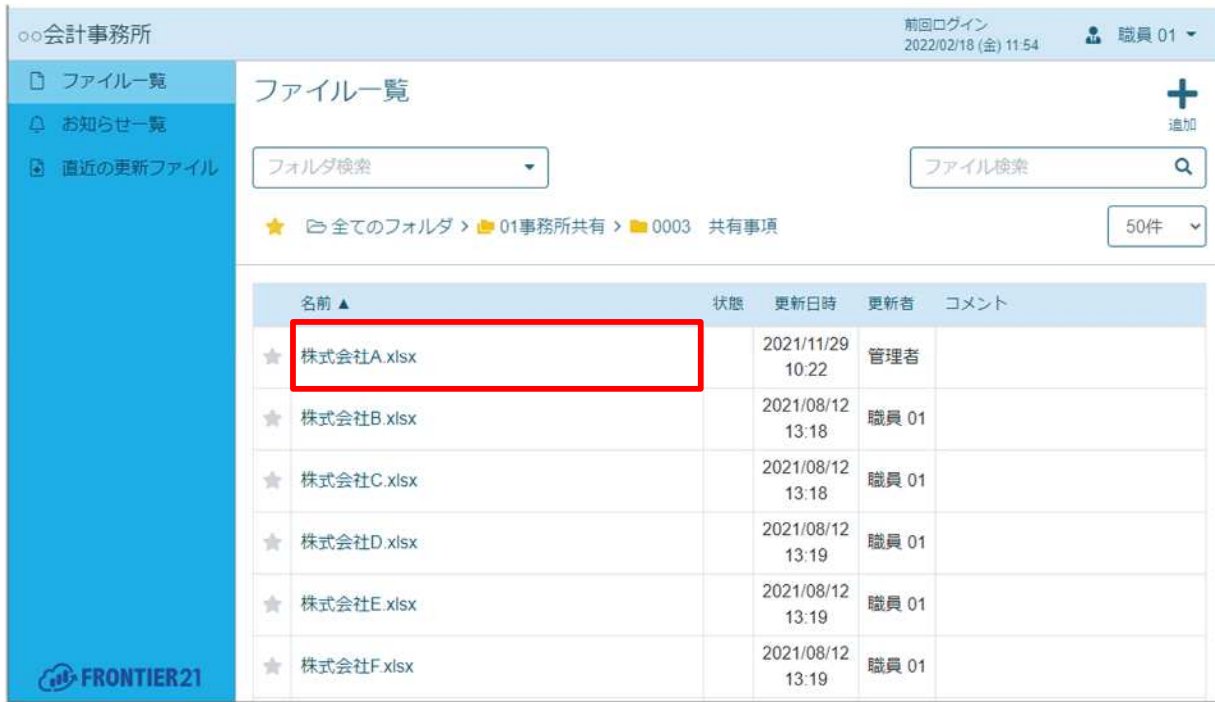 ○○会計事務所
前回ログイン
2022/02/18 (金) 11:54
職員 01
ファイル一覧
お知らせ一覧
直近の更新ファイル
ファイル一覧
追加
フォルダ検索
ファイル検索
全てのフォルダ > 01事務所共有 > 0003 共有事項
50件
名前▲ 状態 更新日時 更新者 コメント
株式会社A.xlsx 2021/11/29 10:22 管理者
株式会社B.xlsx 2021/08/12 13:18 職員 01
株式会社C.xlsx 2021/08/12 13:18 職員 01
株式会社D.xlsx 2021/08/12 13:19 職員 01
株式会社E.xlsx 2021/08/12 13:19 職員 01
株式会社F.xlsx 2021/08/12 13:19 職員 01
FRONTIER21